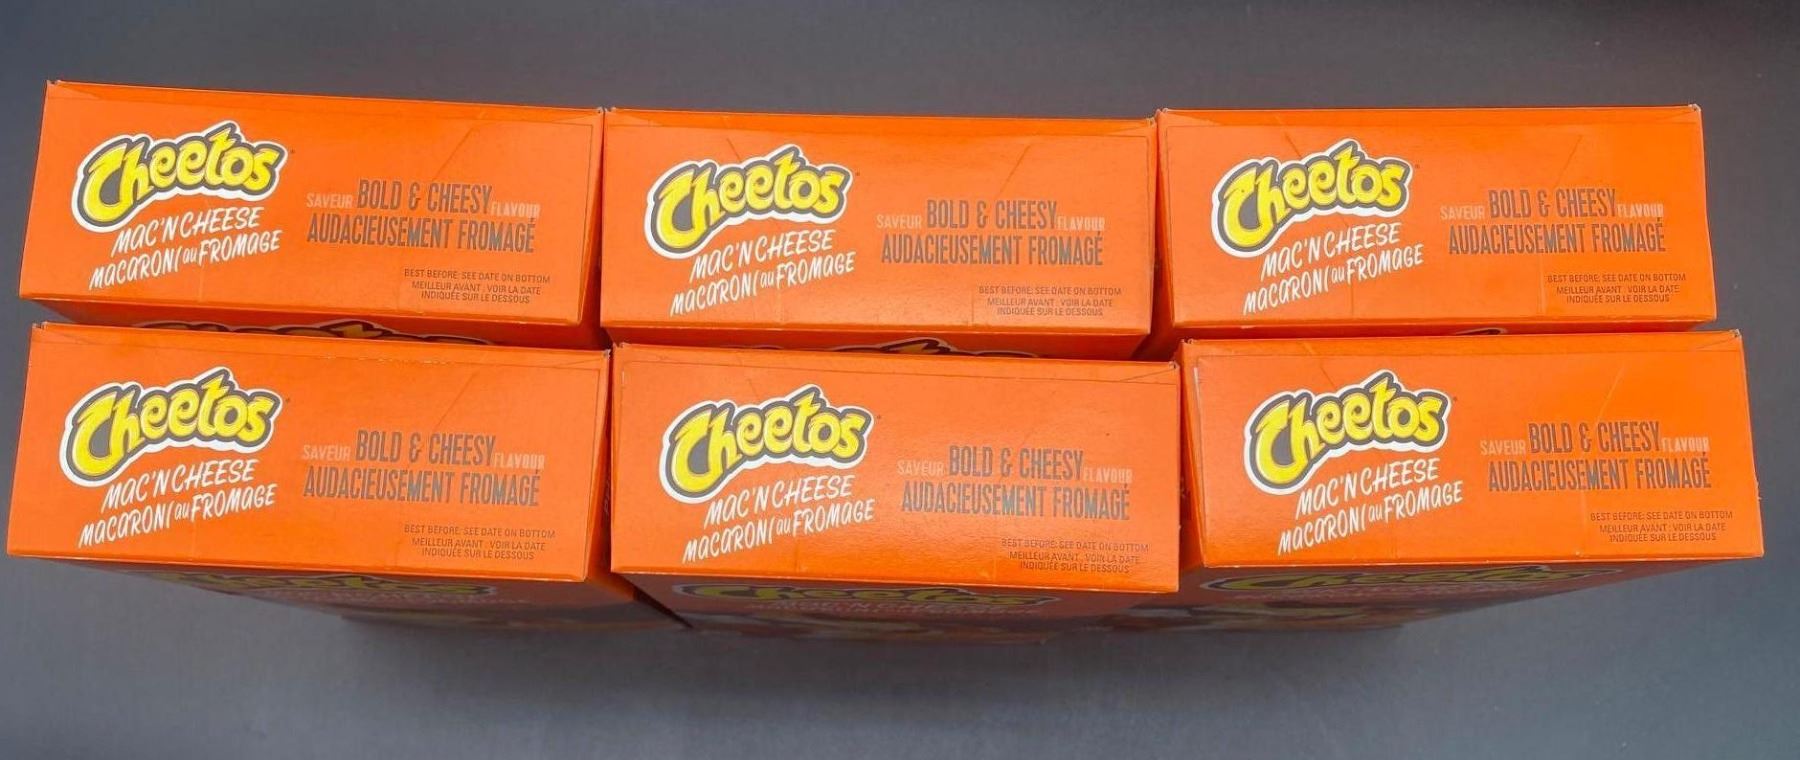 Cheetos
MAC'N CHEESE
MACARONI au FROMAGE
SAVEUR BOLD & CHEESY FLAVOUR
AUDACIEUSEMENT FROMAGÉ
BEST BEFORE: SEE DATE ON BOTTOM
MEILLEUR AVANT : VOIR LA DATE
INDIQUÉE SUR LE DESSOUS
Cheetos
MAC'N CHEESE
MACARONI au FROMAGE
SAVEUR BOLD & CHEESY FLAVOUR
AUDACIEUSEMENT FROMAGÉ
BEST BEFORE: SEE DATE ON BOTTOM
MEILLEUR AVANT : VOIR LA DATE
INDIQUÉE SUR LE DESSOUS
Cheetos
MAC'N CHEESE
MACARONI au FROMAGE
SAVEUR BOLD & CHEESY FLAVOUR
AUDACIEUSEMENT FROMAGÉ
BEST BEFORE: SEE DATE ON BOTTOM
MEILLEUR AVANT : VOIR LA DATE
INDIQUÉE SUR LE DESSOUS
Cheetos
MAC'N CHEESE
MACARONI au FROMAGE
SAVEUR BOLD & CHEESY FLAVOUR
AUDACIEUSEMENT FROMAGÉ
BEST BEFORE: SEE DATE ON BOTTOM
MEILLEUR AVANT : VOIR LA DATE
INDIQUÉE SUR LE DESSOUS
Cheetos
MAC'N CHEESE
MACARONI au FROMAGE
SAVEUR BOLD & CHEESY FLAVOUR
AUDACIEUSEMENT FROMAGÉ
BEST BEFORE: SEE DATE ON BOTTOM
MEILLEUR AVANT : VOIR LA DATE
INDIQUÉE SUR LE DESSOUS
Cheetos
MAC'N CHEESE
MACARONI au FROMAGE
SAVEUR BOLD & CHEESY FLAVOUR
AUDACIEUSEMENT FROMAGÉ
BEST BEFORE: SEE DATE ON BOTTOM
MEILLEUR AVANT : VOIR LA DATE
INDIQUÉE SUR LE DESSOUS
Cheetos
Cheetos
MAC'N CHEESE
Cheetos